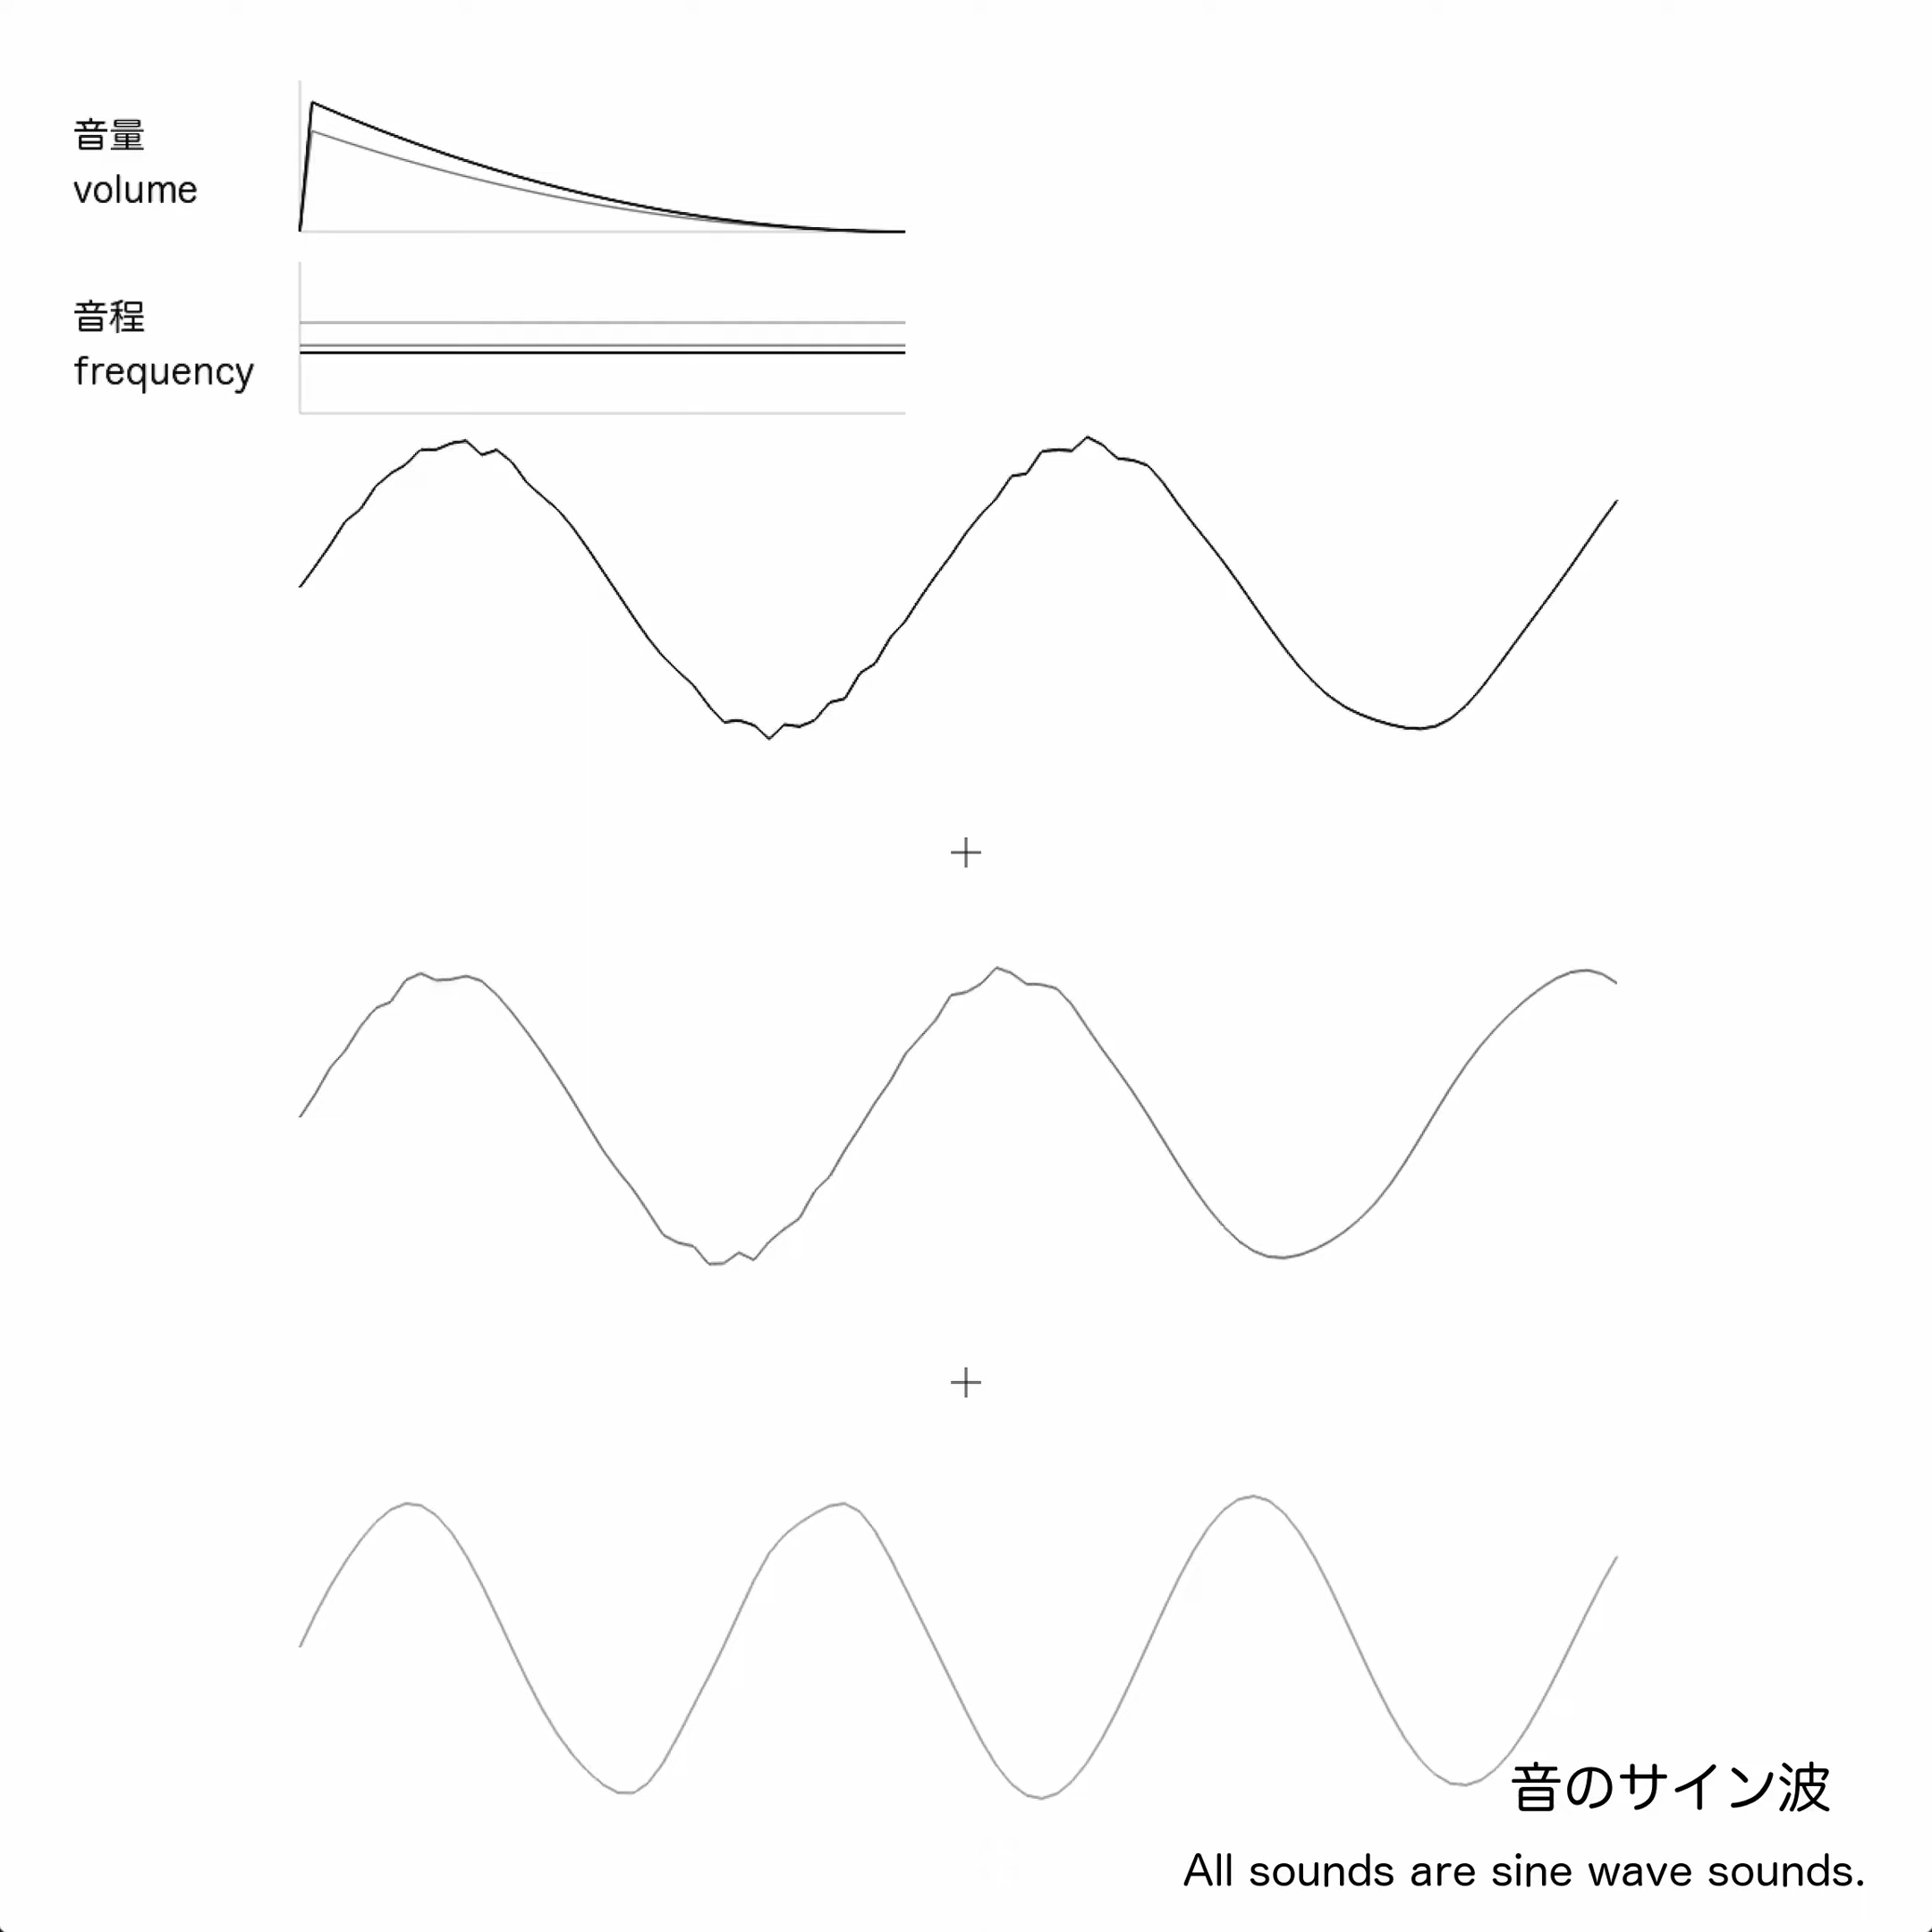 音量
volume
音程
frequency
+
+
音のサイン波
All sounds are sine wave sounds.